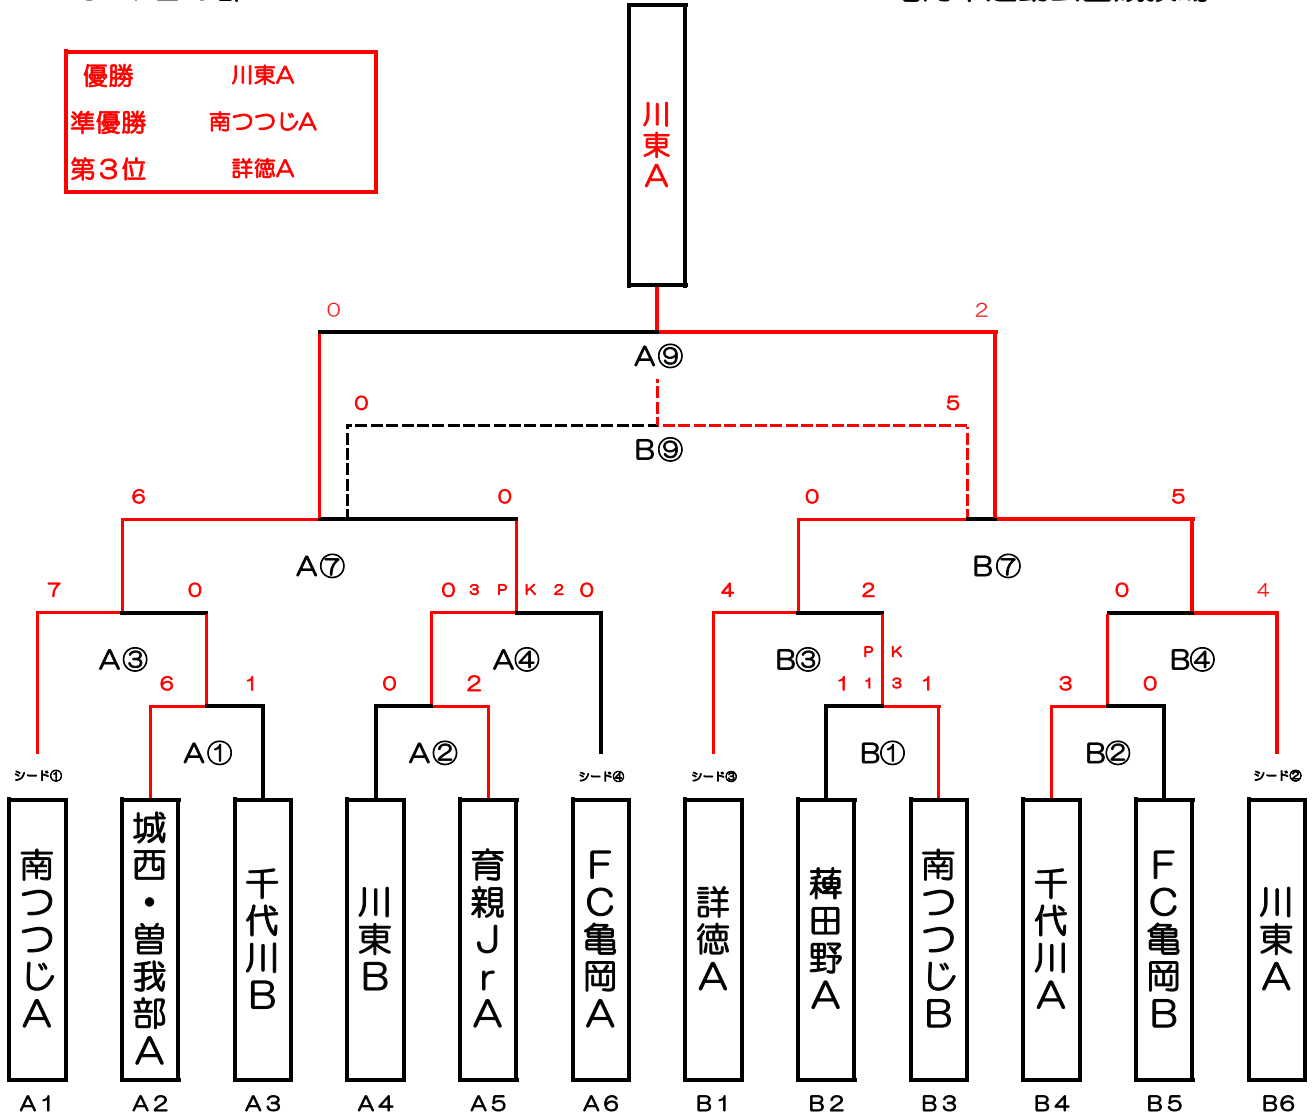 優勝 川東A
準優勝 南つつじA
第3位 詳徳A
川東A
0 2
A⑨
0 5
B⑨
6 0 0 5
A⑦ B⑦
7 0 0 3 P K 2 0 4 2 0 4
A③ A④ B③ P K B④
6 1 0 2 1 1 3 1 3 0
A① A② B① B②
シード① シード④ シード③ シード②
南つつじA
城西・曽我部A
千代川B
川東B
育親JrA
FC亀岡A
詳徳A
薭田野A
南つつじB
千代川A
FC亀岡B
川東A
A1 A2 A3 A4 A5 A6 B1 B2 B3 B4 B5 B6